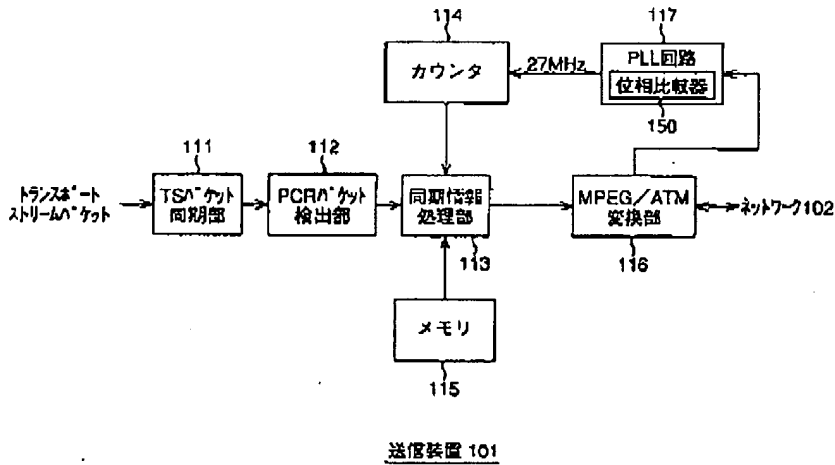 114
117
カウンタ
27MHz
PLL回路
位相比較器
150
111
112
トランスポート
ストリームパケット
TSパケット
同期部
PCRパケット
検出部
同期情報
処理部
113
MPEG/ATM
変換部
116
ネットワーク102
メモリ
115
送信装置 101